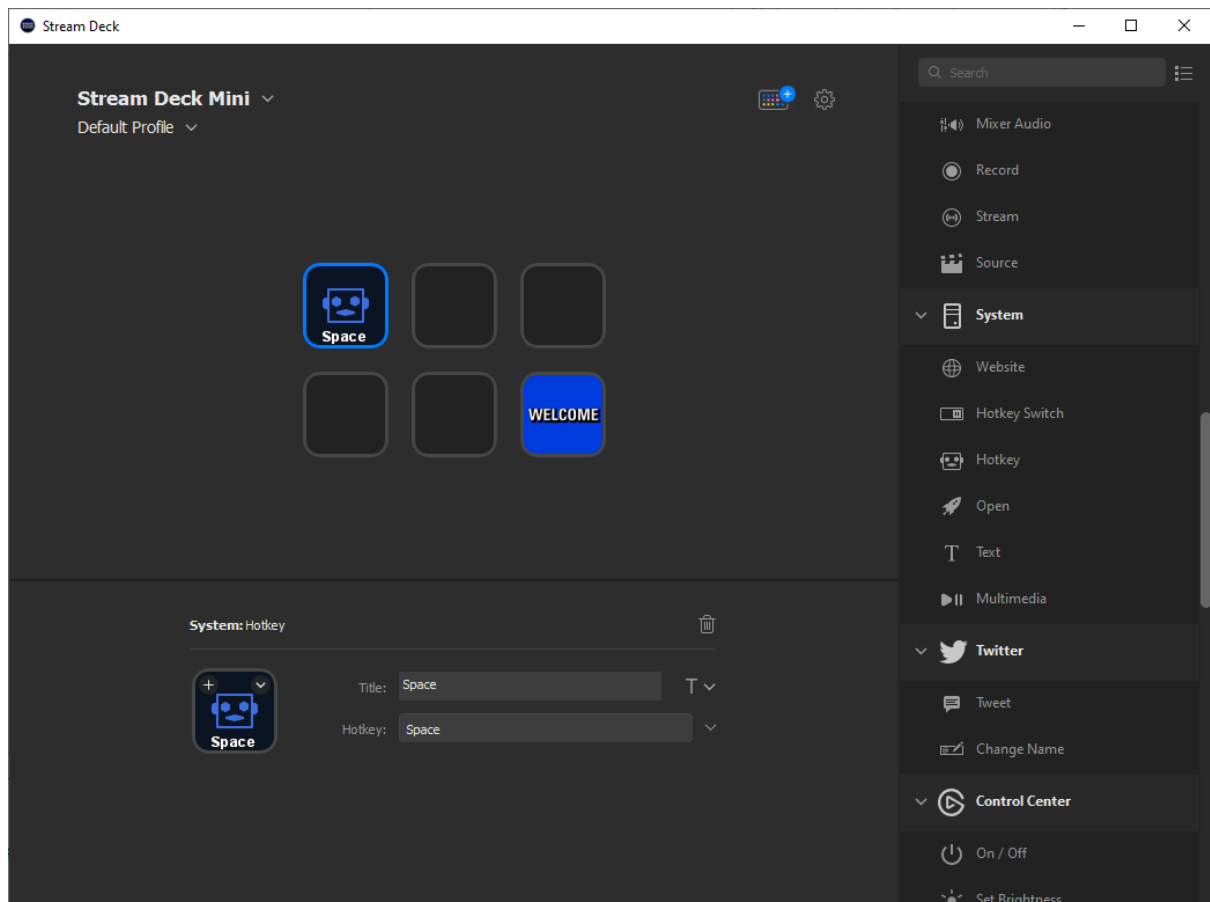 Stream Deck
Stream Deck Mini
Default Profile
Space
WELCOME
System: Hotkey
Space
Title: Space
T
Hotkey: Space
Search
Mixer Audio
Record
Stream
Source
System
Website
Hotkey Switch
Hotkey
Open
Text
Multimedia
Twitter
Tweet
Change Name
Control Center
On / Off
Set Brightness